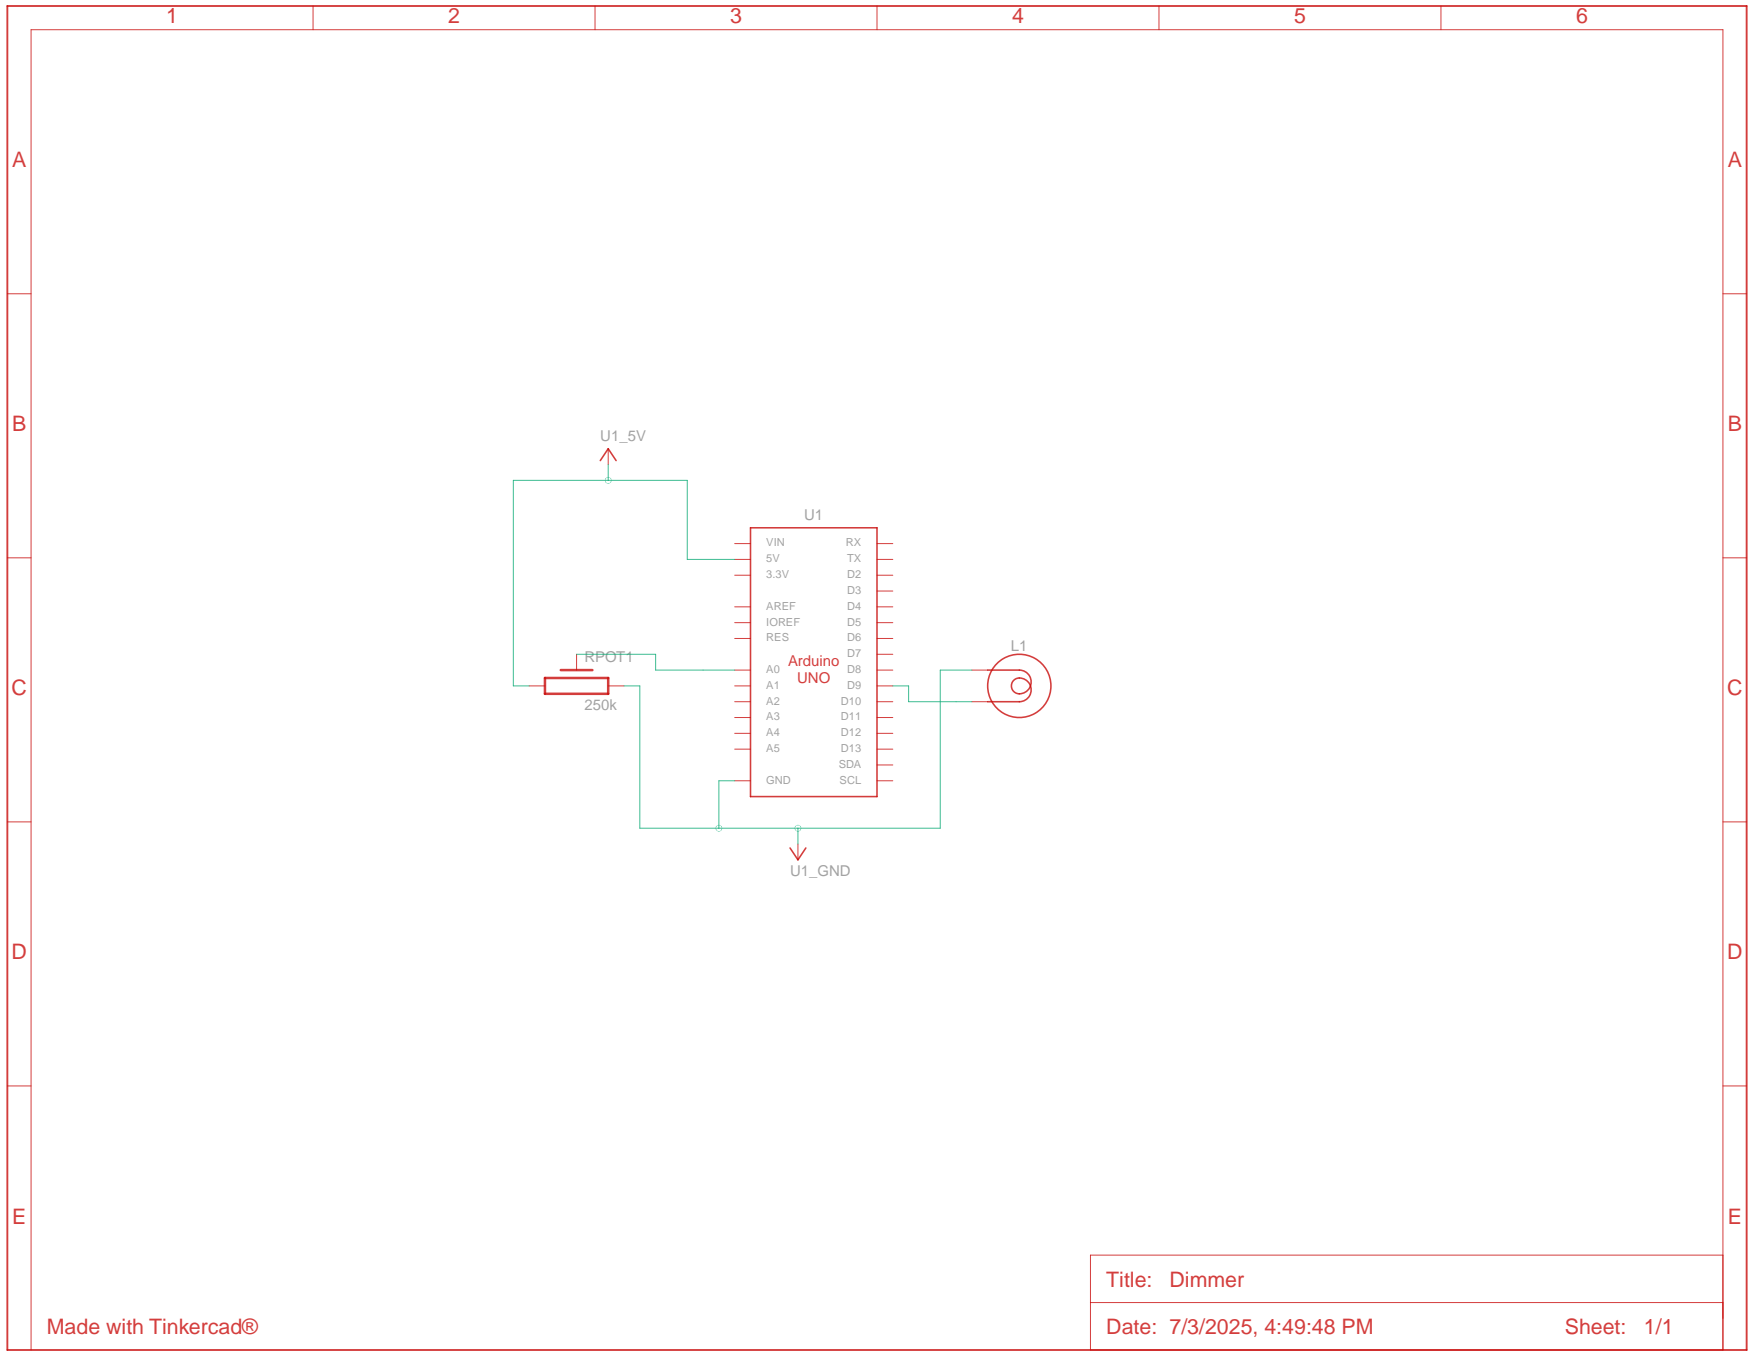 1 2 3 4 5 6
A A
B B
U1_5V
U1
VIN RX
5V TX
3.3V D2
D3
AREF D4
IOREF D5
RES D6
D7
RPOT1
L1
A0 Arduino D8
A1 UNO D9
A2 D10
A3 D11
A4 D12
A5 D13
SDA
GND SCL
250k
C C
U1_GND
D D
E E
Title: Dimmer
Made with Tinkercad®
Date: 7/3/2025, 4:49:48 PM Sheet: 1/1